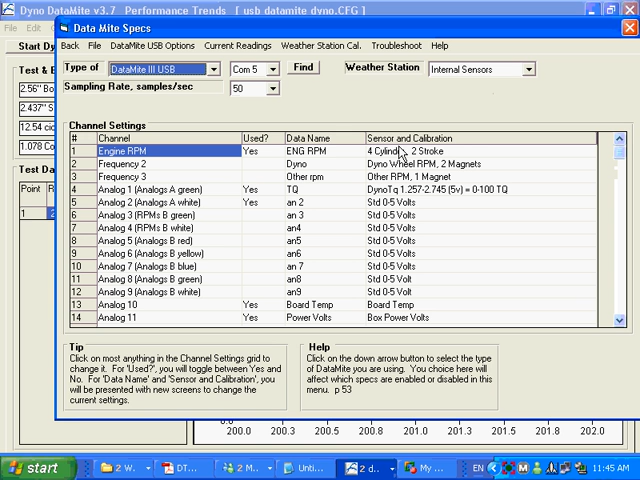 Dyno DataMite v3.7 Performance Trends [ usb datamite dyno.CFG ]
File
Data Mite Specs
Back File DataMite USB Options Current Readings Weather Station Cal. Troubleshoot Help
Start Dy
Type of DataMite III USB Com 5 Find Weather Station Internal Sensors
Sampling Rate, samples/sec 50
Test & E
2.56" Bo
2.437" S
12.54 cid
1.078 Co
Test Data
Point R
1 2
Channel Settings
# Channel Used? Data Name Sensor and Calibration
1 Engine RPM Yes ENG RPM 4 Cylinder, 2 Stroke
2 Frequency 2 Dyno Dyno Wheel RPM, 2 Magnets
3 Frequency 3 Other rpm Other RPM, 1 Magnet
4 Analog 1 (Analogs A green) Yes TQ DynoTq 1.257-2.745 (5v) = 0-100 TQ
5 Analog 2 (Analogs A white) Yes an 2 Std 0-5 Volts
6 Analog 3 (RPMs B green) an 3 Std 0-5 Volts
7 Analog 4 (RPMs B white) an4 Std 0-5 Volts
8 Analog 5 (Analogs B red) an5 Std 0-5 Volts
9 Analog 6 (Analogs B yellow) an6 Std 0-5 Volts
10 Analog 7 (Analogs B blue) an 7 Std 0-5 Volts
11 Analog 8 (Analogs B green) an8 Std 0-5 Volt
12 Analog 9 (Analogs B white) an9 Std 0-5 Volt
13 Analog 10 Yes Board Temp Board Temp
14 Analog 11 Yes Power Volts Box Power Volts
Tip
Click on most anything in the Channel Settings grid to
change it. For 'Used?', you will toggle between Yes and
No. For 'Data Name' and 'Sensor and Calibration', you
will be presented with new screens to change the
current settings.
Help
Click on the down arrow button to select the type
of DataMite you are using. You choice here will
affect which specs are enabled or disabled in this
menu. p 53
200.0 200.3 200.5 200.8 201.0 201.2 201.5 201.8 202.0
start 2 W... DT... 2 M... Unti... 2 d... My ... EN 11:45 AM